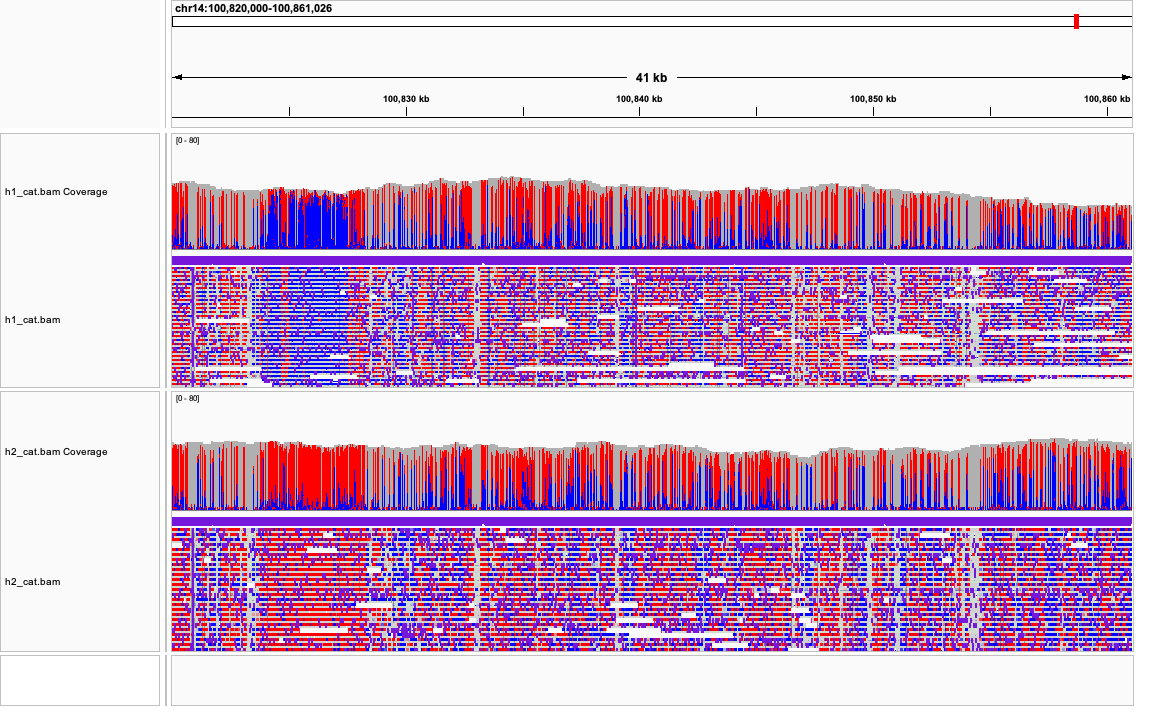 chr14:100,820,000-100,861,026
41 kb
100,830 kb 100,840 kb 100,850 kb 100,860 kb
[0 - 80]
h1_cat.bam Coverage
h1_cat.bam
[0 - 80]
h2_cat.bam Coverage
h2_cat.bam